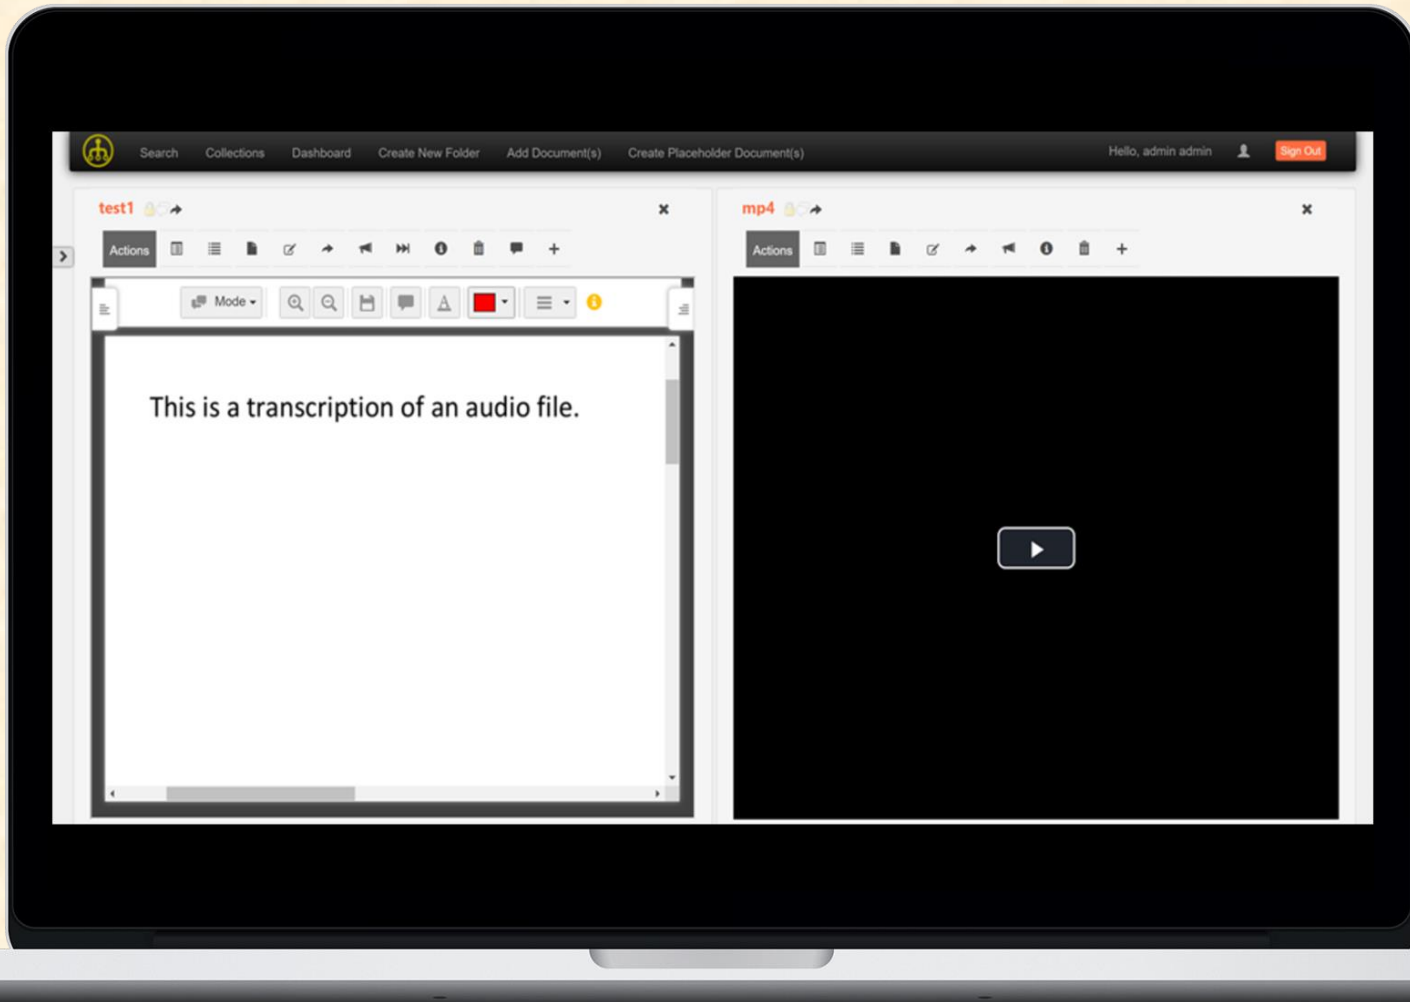 Search Collections Dashboard Create New Folder Add Document(s) Create Placeholder Document(s) Hello, admin admin Sign Out
test1
Actions
Mode
This is a transcription of an audio file.
mp4
Actions